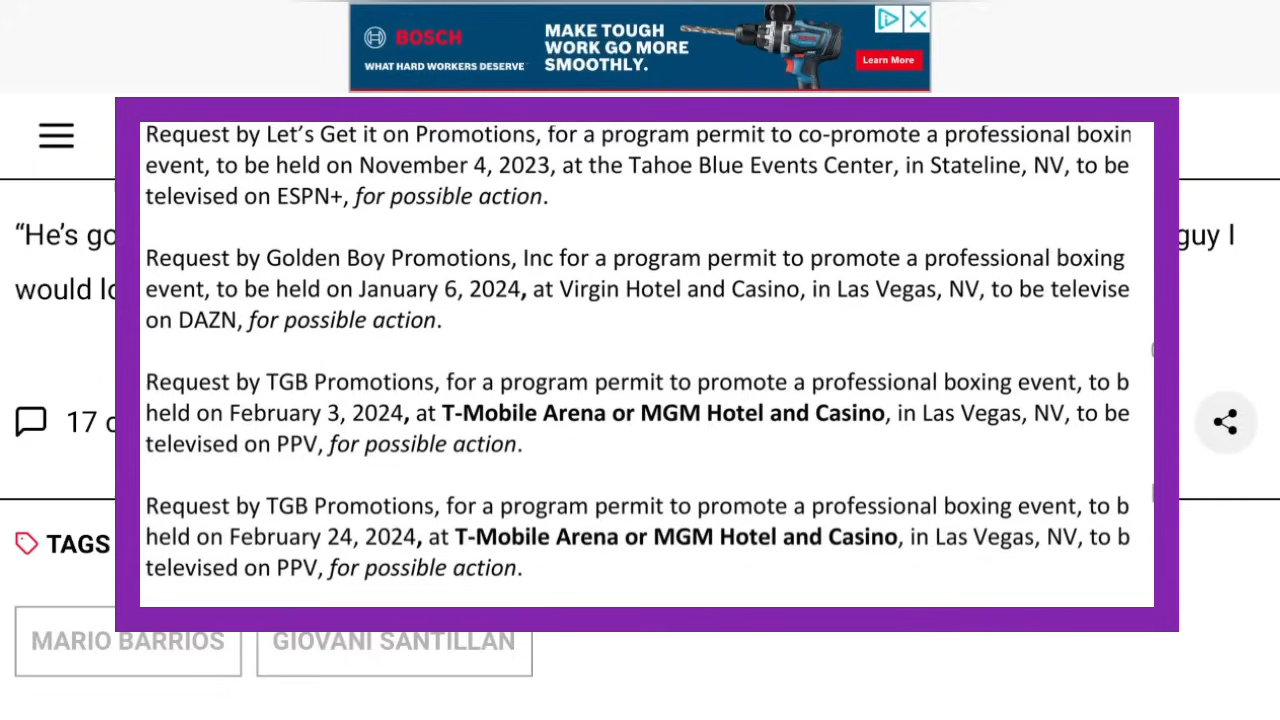 BOSCH
WHAT HARD WORKERS DESERVE
MAKE TOUGH
WORK GO MORE
SMOOTHLY.
Learn More
Request by Let’s Get it on Promotions, for a program permit to co-promote a professional boxin
event, to be held on November 4, 2023, at the Tahoe Blue Events Center, in Stateline, NV, to be
televised on ESPN+, for possible action.
Request by Golden Boy Promotions, Inc for a program permit to promote a professional boxing
event, to be held on January 6, 2024, at Virgin Hotel and Casino, in Las Vegas, NV, to be televise
on DAZN, for possible action.
Request by TGB Promotions, for a program permit to promote a professional boxing event, to b
held on February 3, 2024, at T-Mobile Arena or MGM Hotel and Casino, in Las Vegas, NV, to be
televised on PPV, for possible action.
Request by TGB Promotions, for a program permit to promote a professional boxing event, to b
held on February 24, 2024, at T-Mobile Arena or MGM Hotel and Casino, in Las Vegas, NV, to b
televised on PPV, for possible action.
“He’s go guy I
would lo
17 c
TAGS
MARIO BARRIOS
GIOVANI SANTILLAN